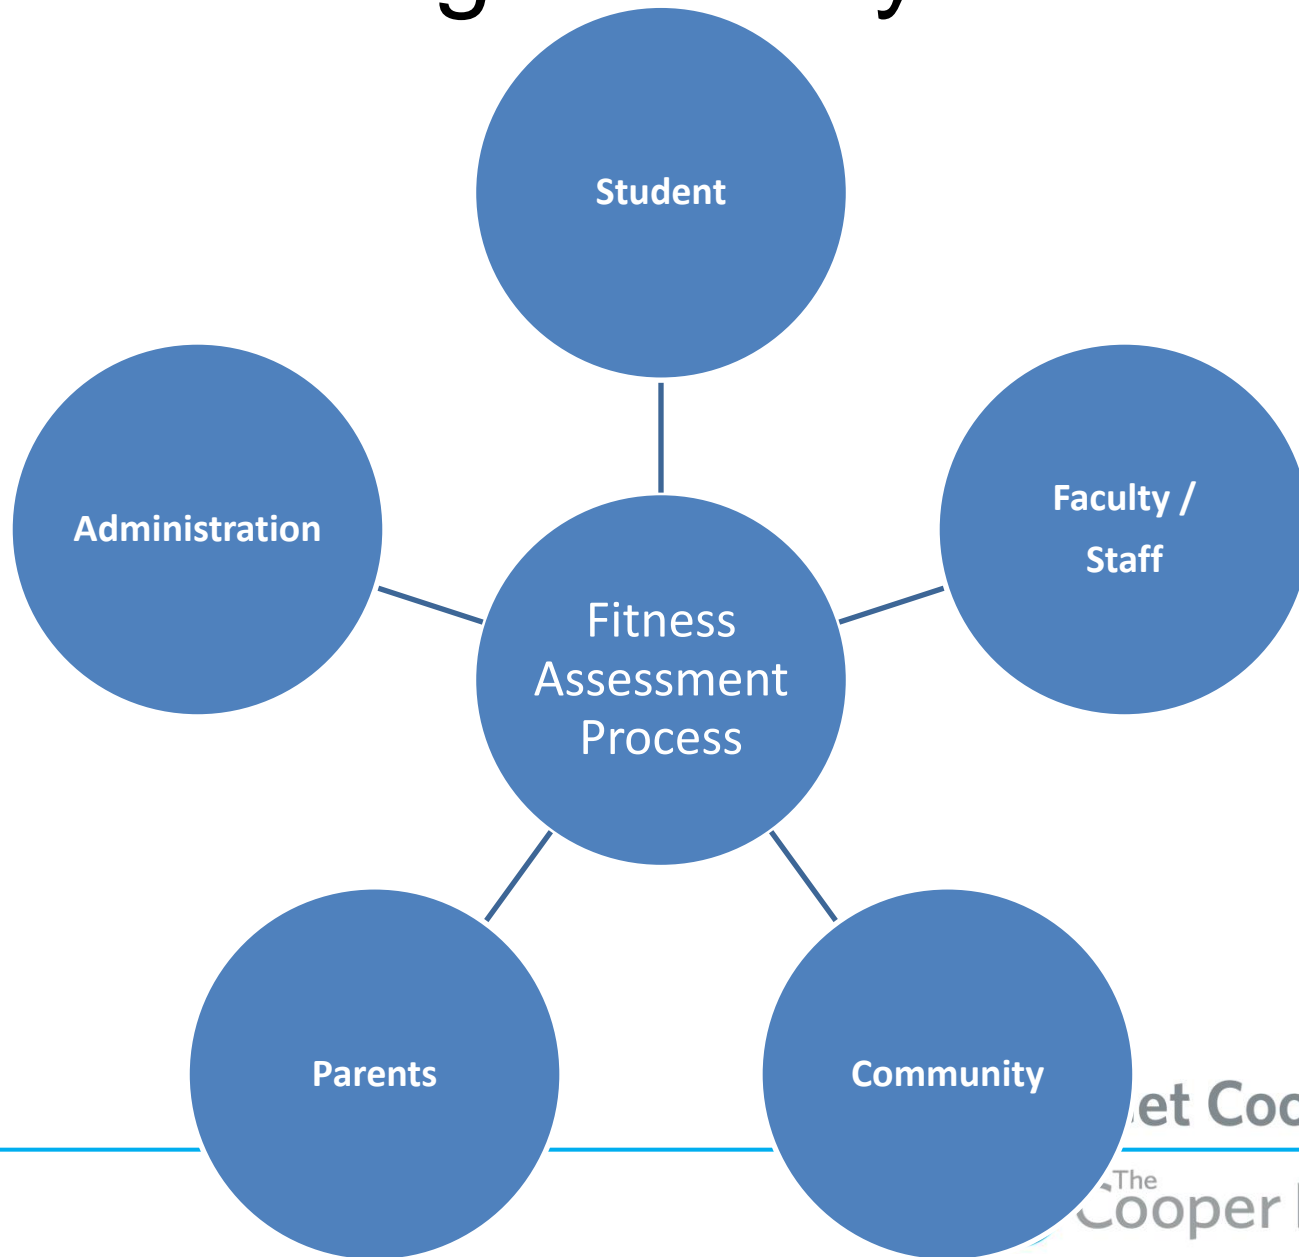 Student
Administration
Faculty /
Staff
Fitness
Assessment
Process
Parents
Community
The
Cooper